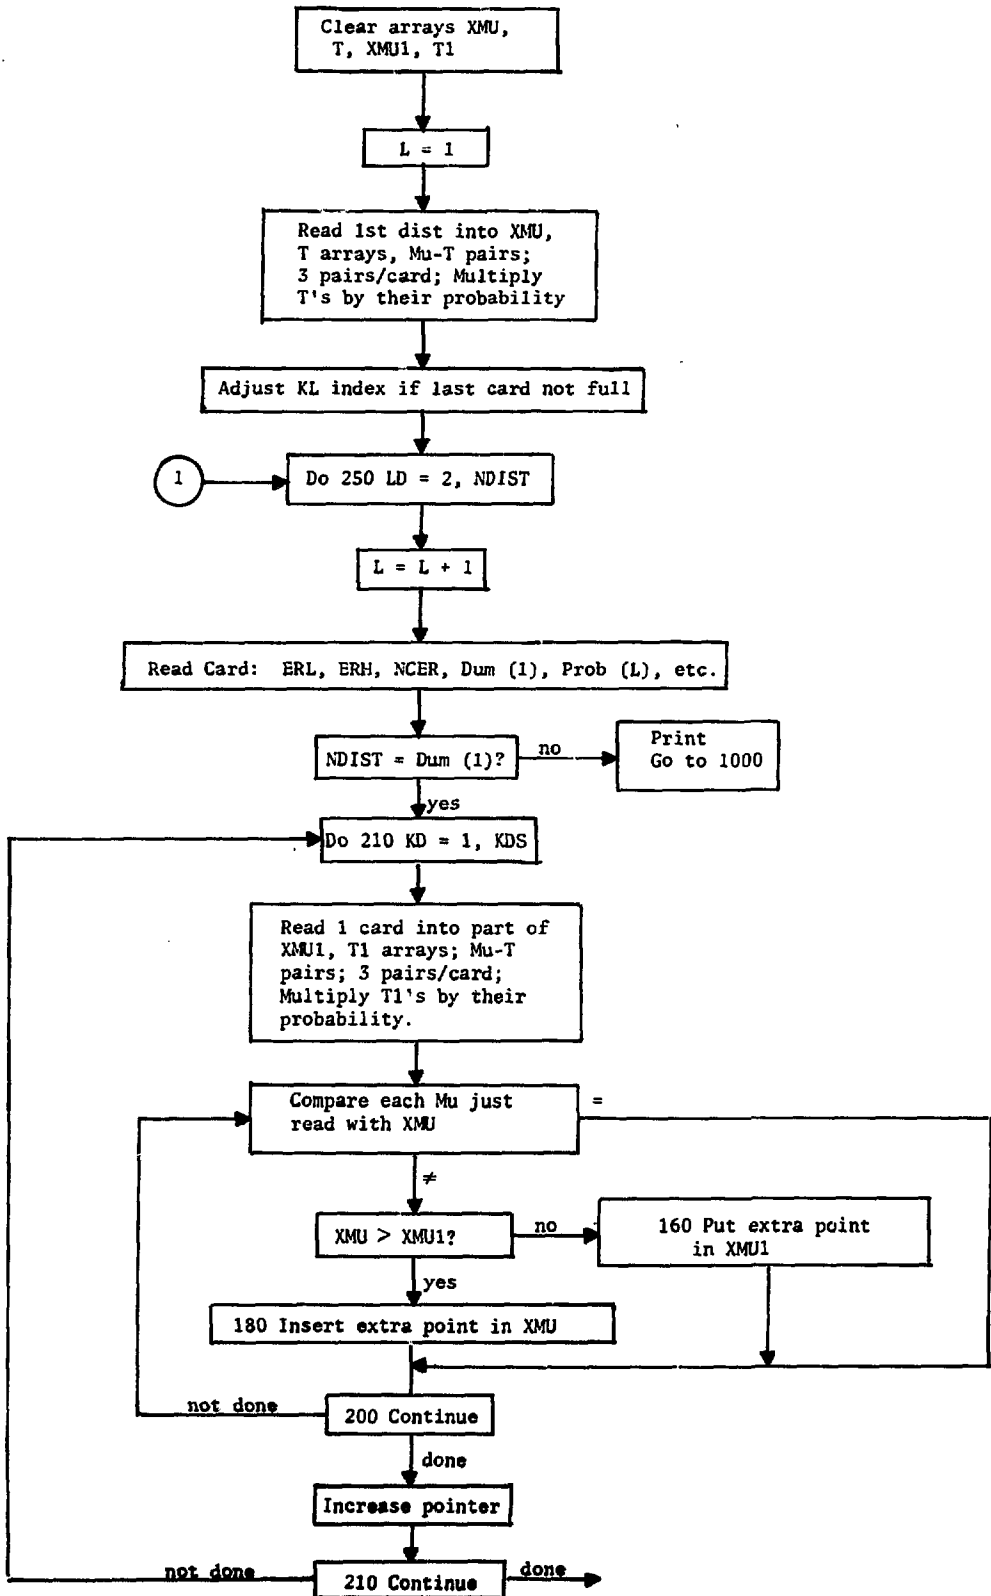 Clear arrays XMU,
T, XMU1, T1
L = 1
Read 1st dist into XMU,
T arrays, Mu-T pairs;
3 pairs/card; Multiply
T's by their probability
Adjust KL index if last card not full
1
Do 250 LD = 2, NDIST
L = L + 1
Read Card: ERL, ERH, NCER, Dum (1), Prob (L), etc.
NDIST = Dum (1)?
no
Print
Go to 1000
yes
Do 210 KD = 1, KDS
Read 1 card into part of
XMU1, T1 arrays; Mu-T
pairs; 3 pairs/card;
Multiply T1's by their
probability.
Compare each Mu just
read with XMU
=
≠
XMU > XMU1?
no
160 Put extra point
in XMU1
yes
180 Insert extra point in XMU
not done
200 Continue
done
Increase pointer
not done
210 Continue
done